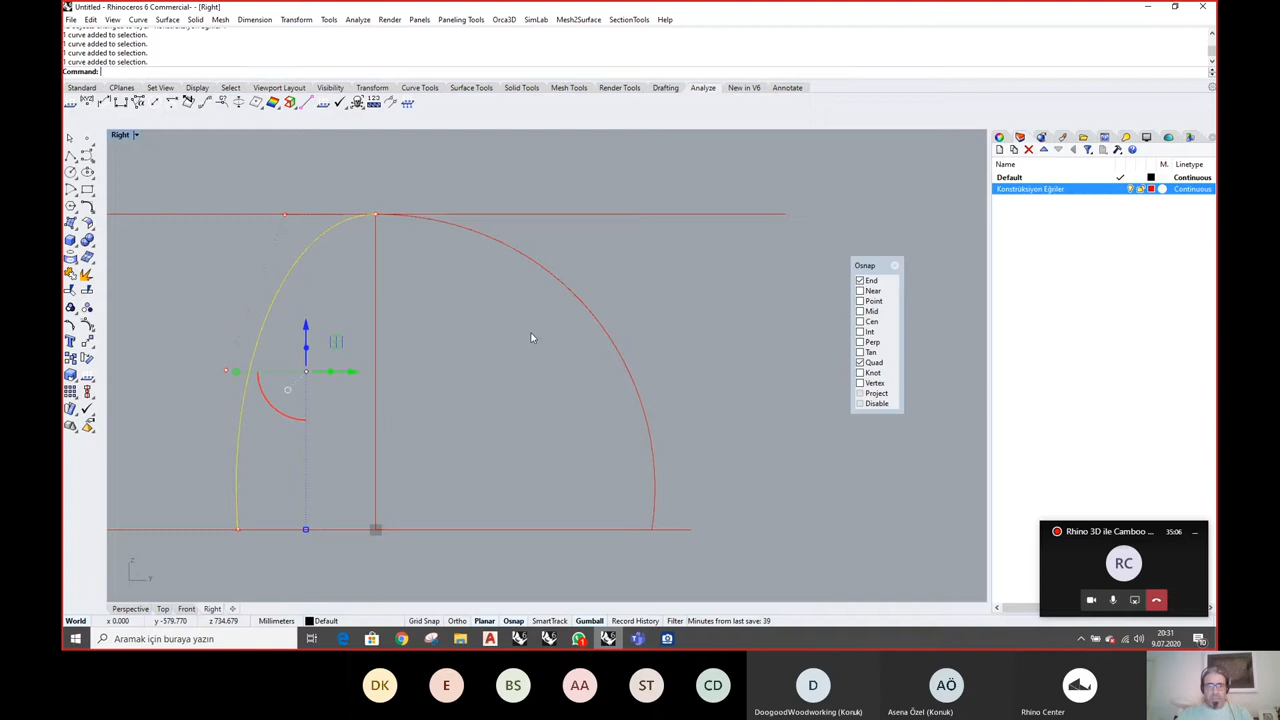 Untitled - Rhinoceros 6 Commercial- - [Right]
File Edit View Curve Surface Solid Mesh Dimension Transform Tools Analyze Render Panels Paneling Tools Orca3D SimLab Mesh2Surface SectionTools Help
1 curve added to selection.
1 curve added to selection.
1 curve added to selection.
1 curve added to selection.
Command:
Standard CPlanes Set View Display Select Viewport Layout Visibility Transform Curve Tools Surface Tools Solid Tools Mesh Tools Render Tools Drafting Analyze New in V6 Annotate
Right
Name M. Linetype
Default Continuous
Konstrüksiyon Eğriler Continuous
Osnap
End
Near
Point
Mid
Cen
Int
Perp
Tan
Quad
Knot
Vertex
Project
Disable
Rhino 3D ile Camboo ... 35:06
RC
z
y
Perspective Top Front Right
World x 0.000 y -579.770 z 734.679 Millimeters Default Grid Snap Ortho Planar Osnap SmartTrack Gumball Record History Filter Minutes from last save: 39
Aramak için buraya yazın
20:31
9.07.2020
DK E BS AA ST CD D AÖ
DoogoodWoodworking (Konuk) Asena Özel (Konuk) Rhino Center